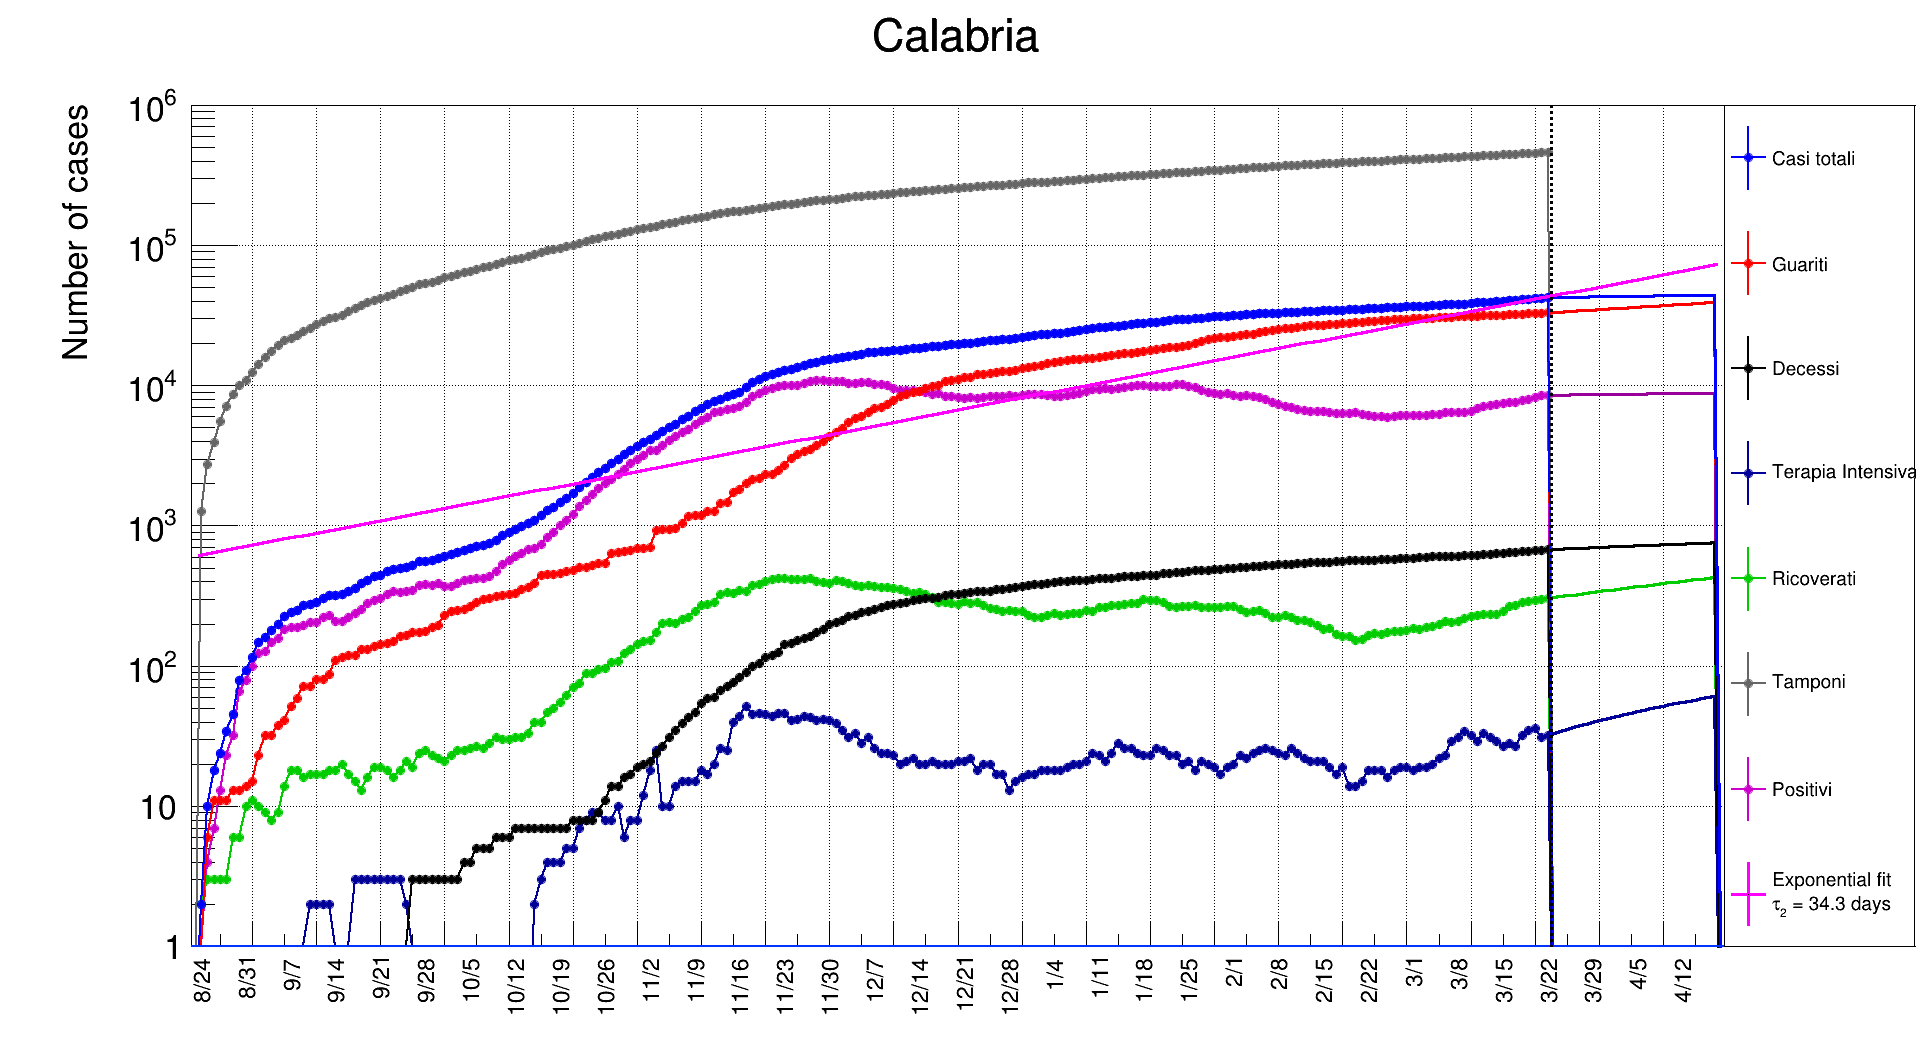 Calabria
Number of cases
10^6
10^5
10^4
10^3
10^2
10
1
8/24 8/31 9/7 9/14 9/21 9/28 10/5 10/12 10/19 10/26 11/2 11/9 11/16 11/23 11/30 12/7 12/14 12/21 12/28 1/4 1/11 1/18 1/25 2/1 2/8 2/15 2/22 3/1 3/8 3/15 3/22 3/29 4/5 4/12
Casi totali
Guariti
Decessi
Terapia Intensiva
Ricoverati
Tamponi
Positivi
Exponential fit
τ₂ = 34.3 days